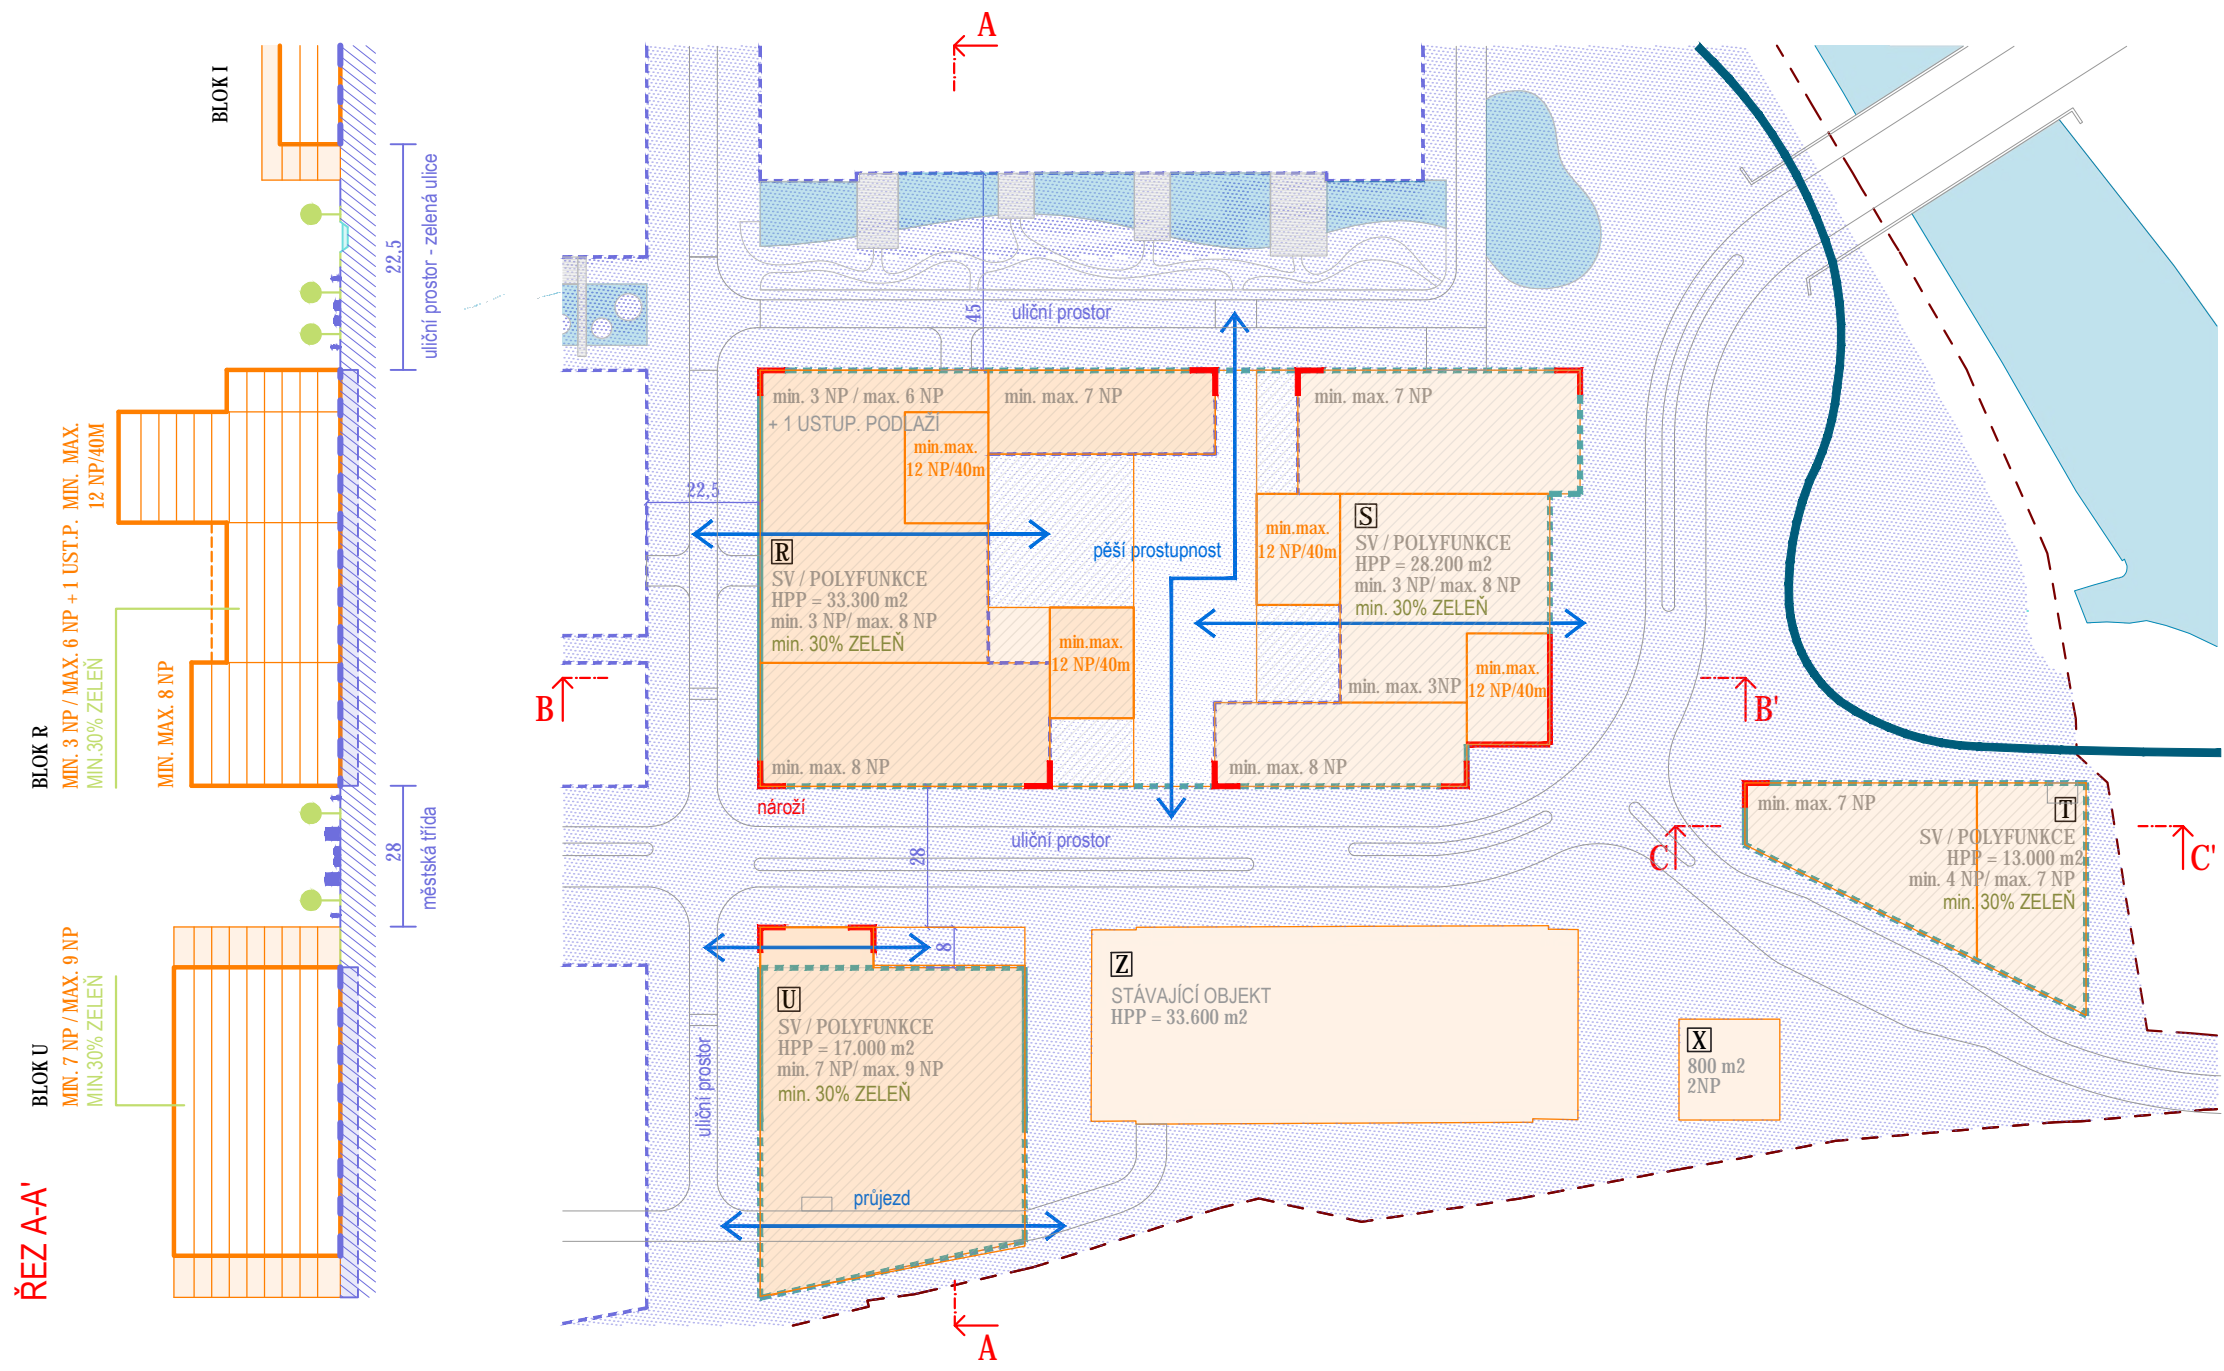 ŘEZ A-A'
BLOK I
22,5
uliční prostor - zelená ulice
BLOK R
MIN. 3 NP / MAX. 6 NP + 1 UST.P.
MIN.30% ZELEŇ
MIN. MAX.
12 NP/40M
MIN. MAX. 8 NP
28
městská třída
BLOK U
MIN. 7 NP / MAX. 9 NP
MIN.30% ZELEŇ
A
45
uliční prostor
min. 3 NP / max. 6 NP
+ 1 USTUP. PODLAŽÍ
min. max. 7 NP
min.max.
12 NP/40m
22,5
R
SV / POLYFUNKCE
HPP = 33.300 m2
min. 3 NP/ max. 8 NP
min. 30% ZELEŇ
min.max.
12 NP/40m
min. max. 8 NP
nároží
pěší prostupnost
min. max. 7 NP
min.max.
12 NP/40m
S
SV / POLYFUNKCE
HPP = 28.200 m2
min. 3 NP/ max. 8 NP
min. 30% ZELEŇ
min. max. 3NP
min.max.
12 NP/40m
min. max. 8 NP
B
B'
uliční prostor
28
8
min. max. 7 NP
T
SV / POLYFUNKCE
HPP = 13.000 m2
min. 4 NP/ max. 7 NP
min. 30% ZELEŇ
C
C'
U
SV / POLYFUNKCE
HPP = 17.000 m2
min. 7 NP/ max. 9 NP
min. 30% ZELEŇ
uliční prostor
průjezd
Z
STÁVAJÍCÍ OBJEKT
HPP = 33.600 m2
X
800 m2
2NP
A